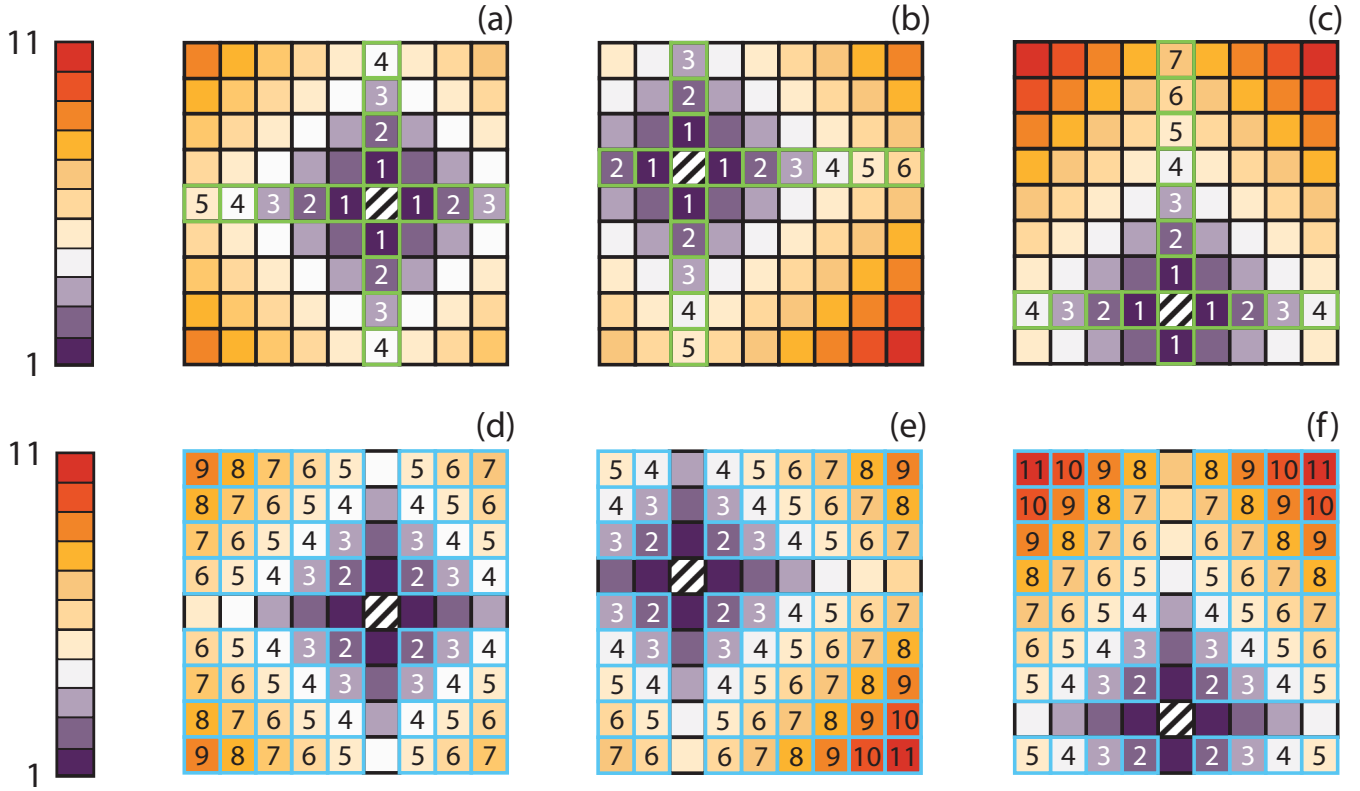 11
1
(a)
4
3
2
1
5 4 3 2 1 1 2 3
1
2
3
4
(b)
3
2
1
2 1 1 2 3 4 5 6
1
2
3
4
5
(c)
7
6
5
4
3
2
1
4 3 2 1 1 2 3 4
1
11
1
(d)
9 8 7 6 5 5 6 7
8 7 6 5 4 4 5 6
7 6 5 4 3 3 4 5
6 5 4 3 2 2 3 4
6 5 4 3 2 2 3 4
7 6 5 4 3 3 4 5
8 7 6 5 4 4 5 6
9 8 7 6 5 5 6 7
(e)
5 4 4 5 6 7 8 9
4 3 3 4 5 6 7 8
3 2 2 3 4 5 6 7
3 2 2 3 4 5 6 7
4 3 3 4 5 6 7 8
5 4 4 5 6 7 8 9
6 5 5 6 7 8 9 10
7 6 6 7 8 9 10 11
(f)
11 10 9 8 8 9 10 11
10 9 8 7 7 8 9 10
9 8 7 6 6 7 8 9
8 7 6 5 5 6 7 8
7 6 5 4 4 5 6 7
6 5 4 3 3 4 5 6
5 4 3 2 2 3 4 5
5 4 3 2 2 3 4 5